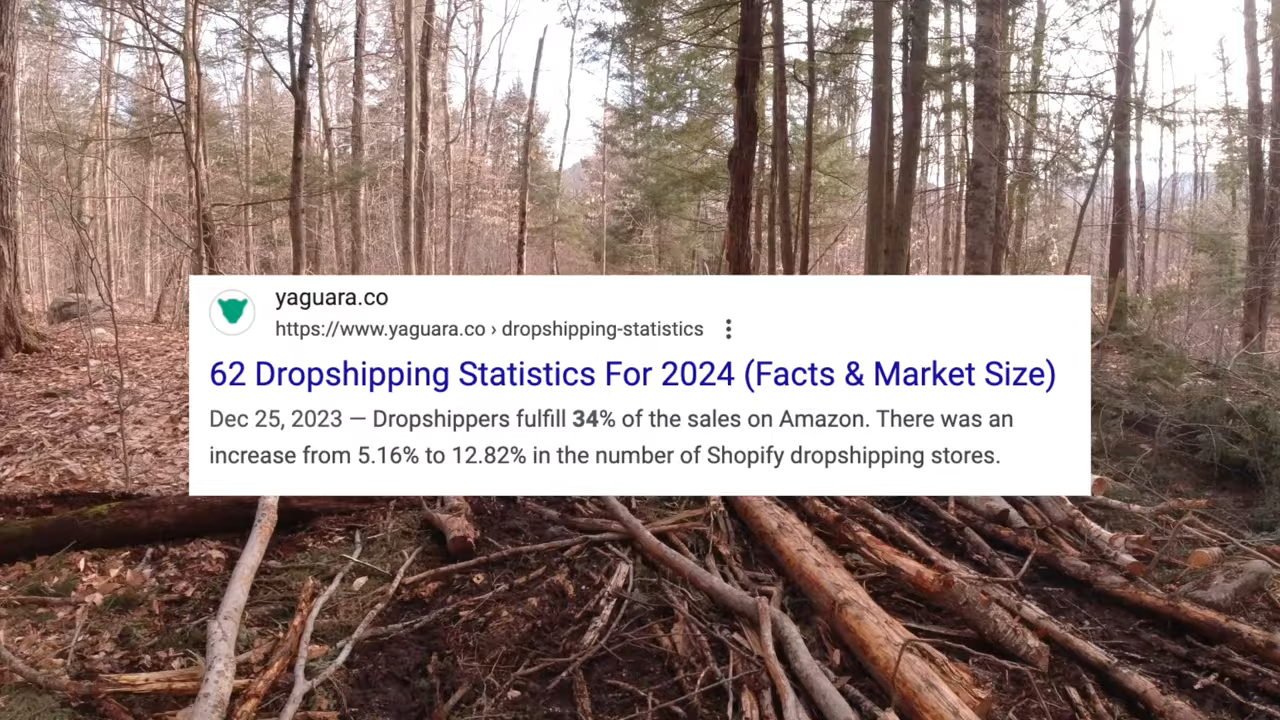 yaguara.co
https://www.yaguara.co › dropshipping-statistics
62 Dropshipping Statistics For 2024 (Facts & Market Size)
Dec 25, 2023 — Dropshippers fulfill 34% of the sales on Amazon. There was an
increase from 5.16% to 12.82% in the number of Shopify dropshipping stores.